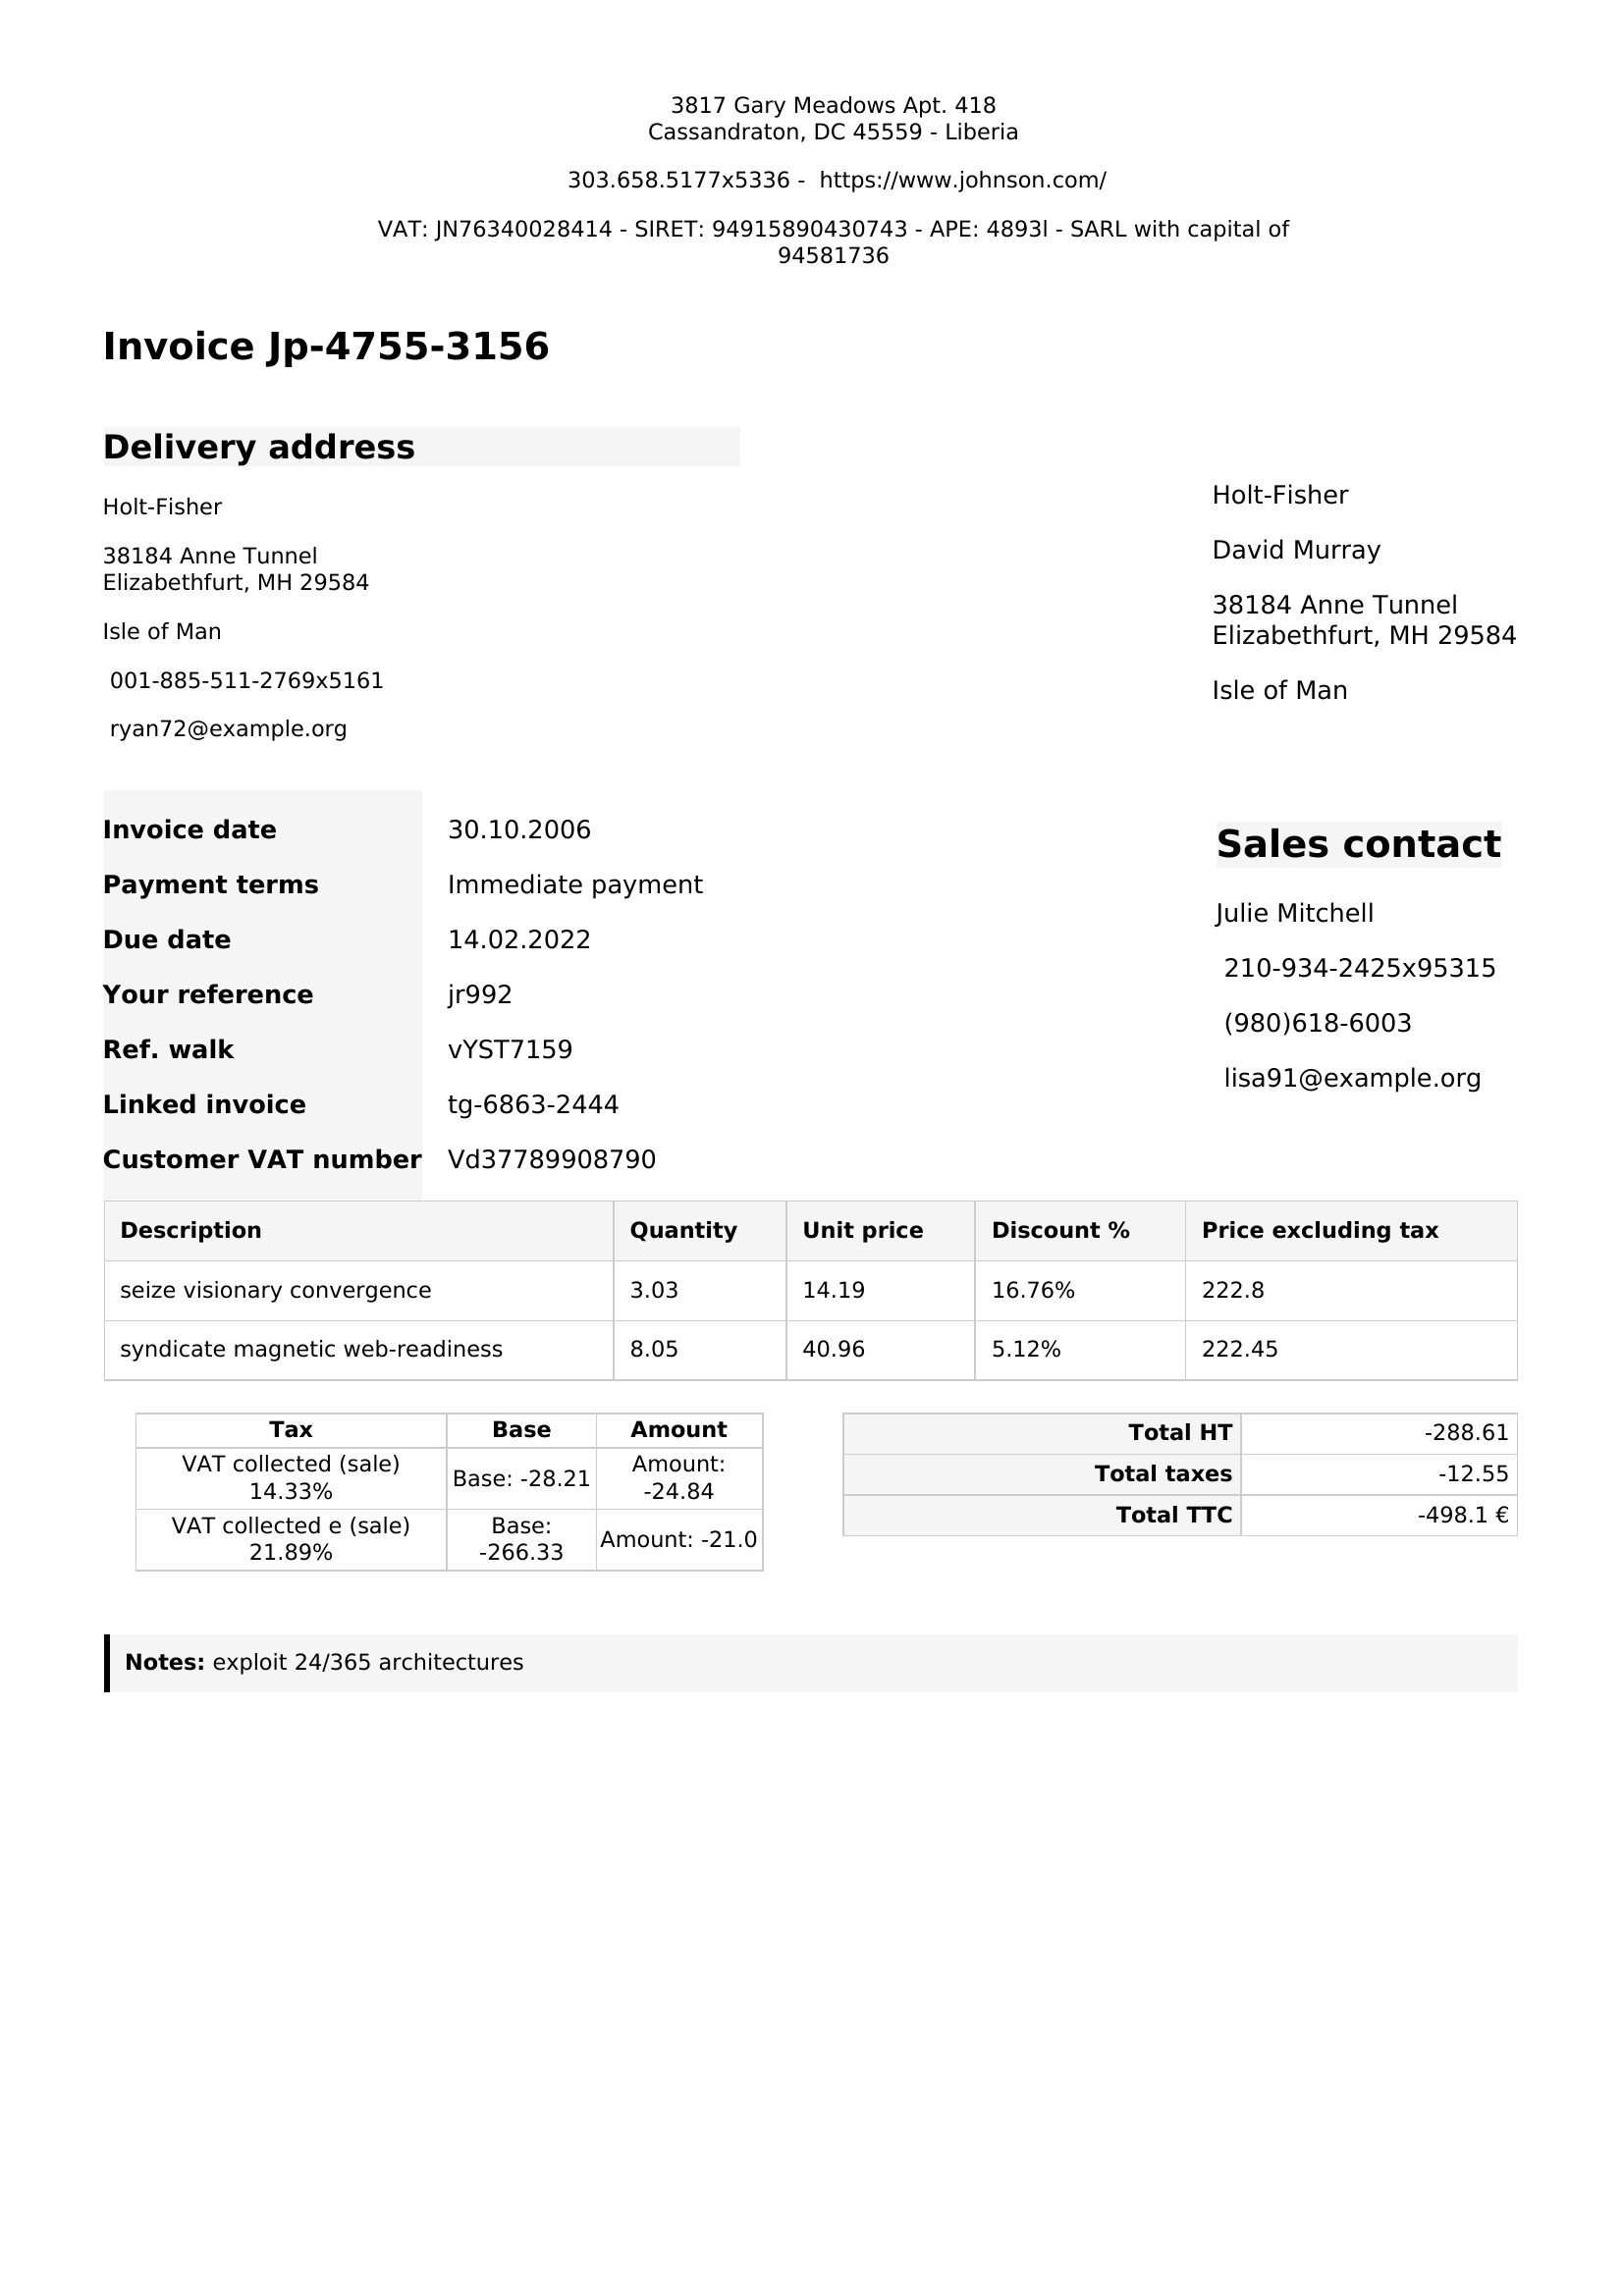 3817 Gary Meadows Apt. 418
Cassandraton, DC 45559 - Liberia
303.658.5177x5336 -  https://www.johnson.com/
VAT: JN76340028414 - SIRET: 94915890430743 - APE: 4893l - SARL with capital of
94581736
Invoice Jp-4755-3156
Delivery address
Holt-Fisher
38184 Anne Tunnel
Elizabethfurt, MH 29584
Isle of Man
001-885-511-2769x5161
ryan72@example.org
Holt-Fisher
David Murray
38184 Anne Tunnel
Elizabethfurt, MH 29584
Isle of Man
Invoice date 30.10.2006
Payment terms Immediate payment
Due date 14.02.2022
Your reference jr992
Ref. walk vYST7159
Linked invoice tg-6863-2444
Customer VAT number Vd37789908790
Sales contact
Julie Mitchell
210-934-2425x95315
(980)618-6003
lisa91@example.org
Description Quantity Unit price Discount % Price excluding tax
seize visionary convergence 3.03 14.19 16.76% 222.8
syndicate magnetic web-readiness 8.05 40.96 5.12% 222.45
Tax Base Amount
VAT collected (sale)
14.33%
Base: -28.21
Amount:
-24.84
VAT collected e (sale)
21.89%
Base:
-266.33
Amount: -21.0
Total HT -288.61
Total taxes -12.55
Total TTC -498.1 €
Notes: exploit 24/365 architectures